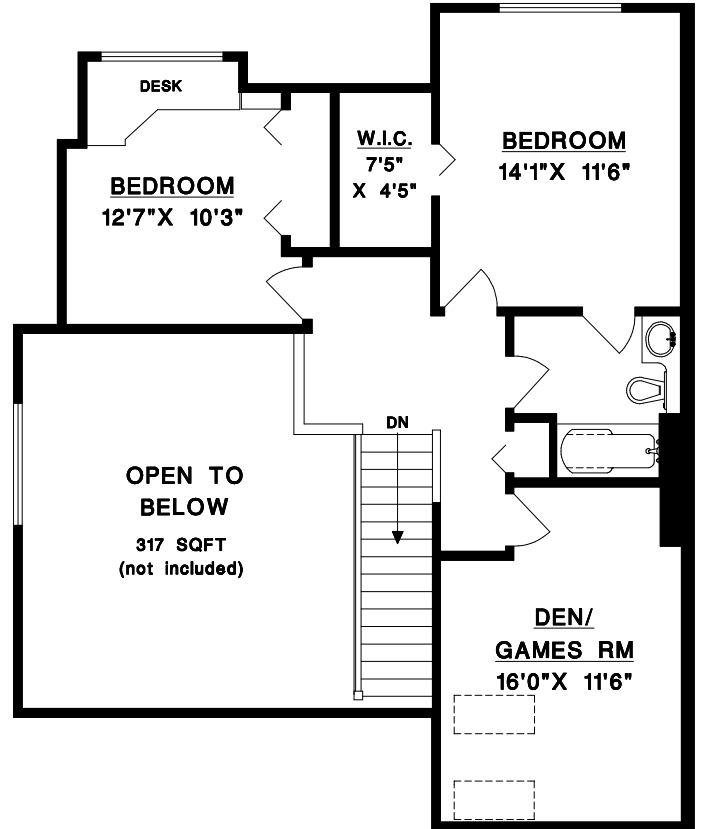 DESK
W.I.C.
7'5"
X 4'5"
BEDROOM
14'1"X 11'6"
BEDROOM
12'7"X 10'3"
DN
OPEN TO
BELOW
317 SQFT
(not included)
DEN/
GAMES RM
16'0"X 11'6"